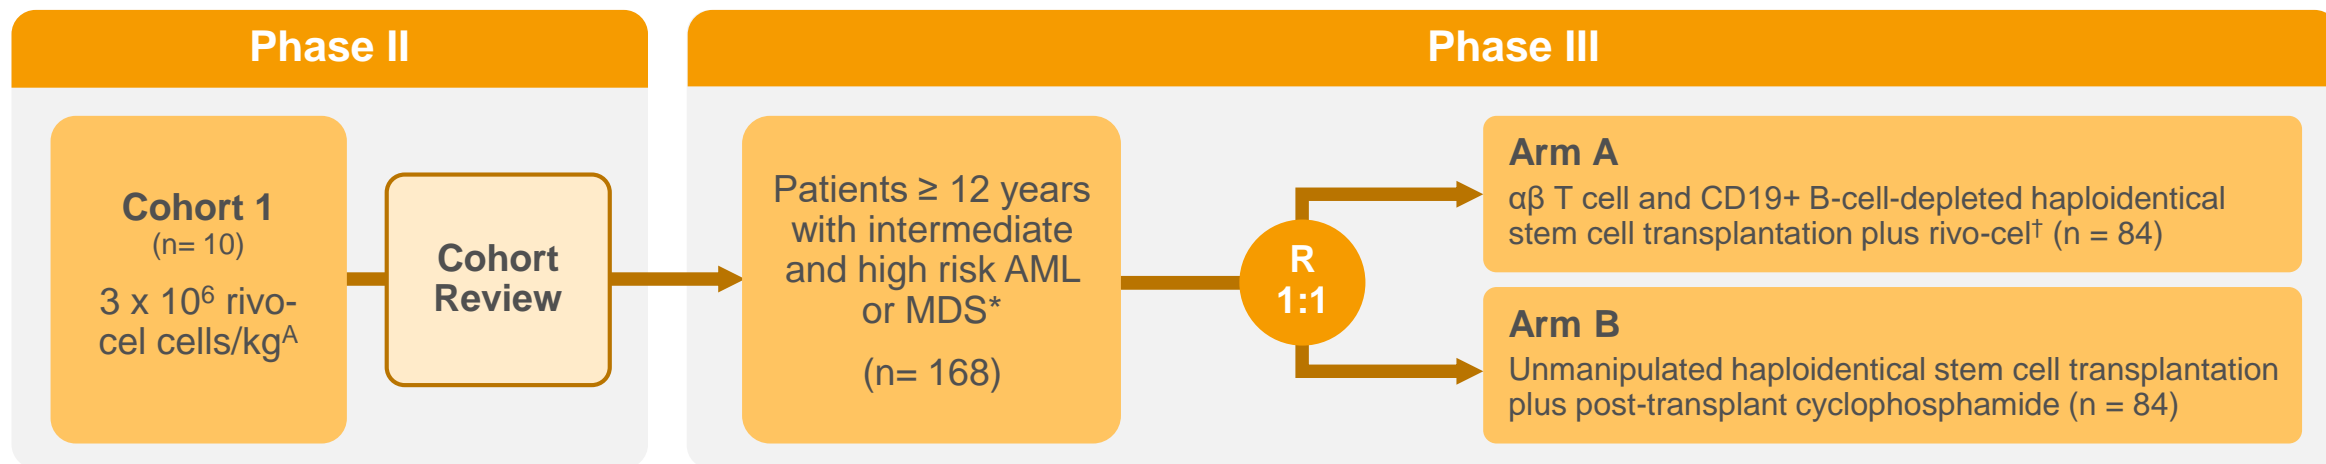 Phase II
Cohort 1
(n= 10)
3 x 10⁶ rivo-
cel cells/kgᴬ
Cohort
Review
Phase III
Patients ≥ 12 years
with intermediate
and high risk AML
or MDS*
(n= 168)
R
1:1
Arm A
αβ T cell and CD19+ B-cell-depleted haploidentical
stem cell transplantation plus rivo-cel† (n = 84)
Arm B
Unmanipulated haploidentical stem cell transplantation
plus post-transplant cyclophosphamide (n = 84)